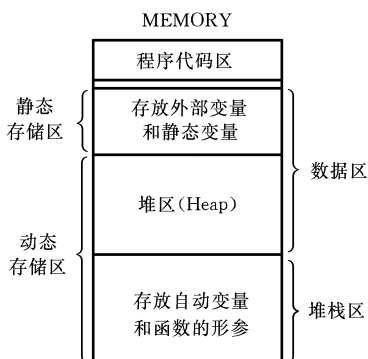 MEMORY
程序代码区
静态
存储区
存放外部变量
和静态变量
数据区
堆区(Heap)
动态
存储区
存放自动变量
和函数的形参
堆栈区